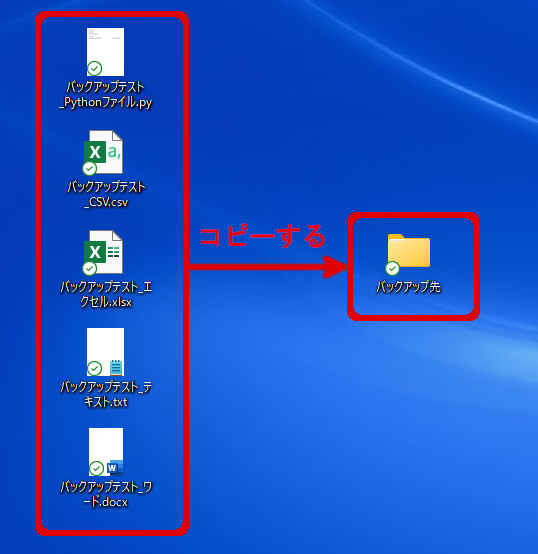 バックアップテスト
_Pythonファイル.py
a,
バックアップテスト
_CSV.csv
コピーする
バックアップテスト_エ
クセル.xlsx
バックアップ先
バックアップテスト_テ
キスト.txt
W
バックアップテスト_ワ
ード.docx